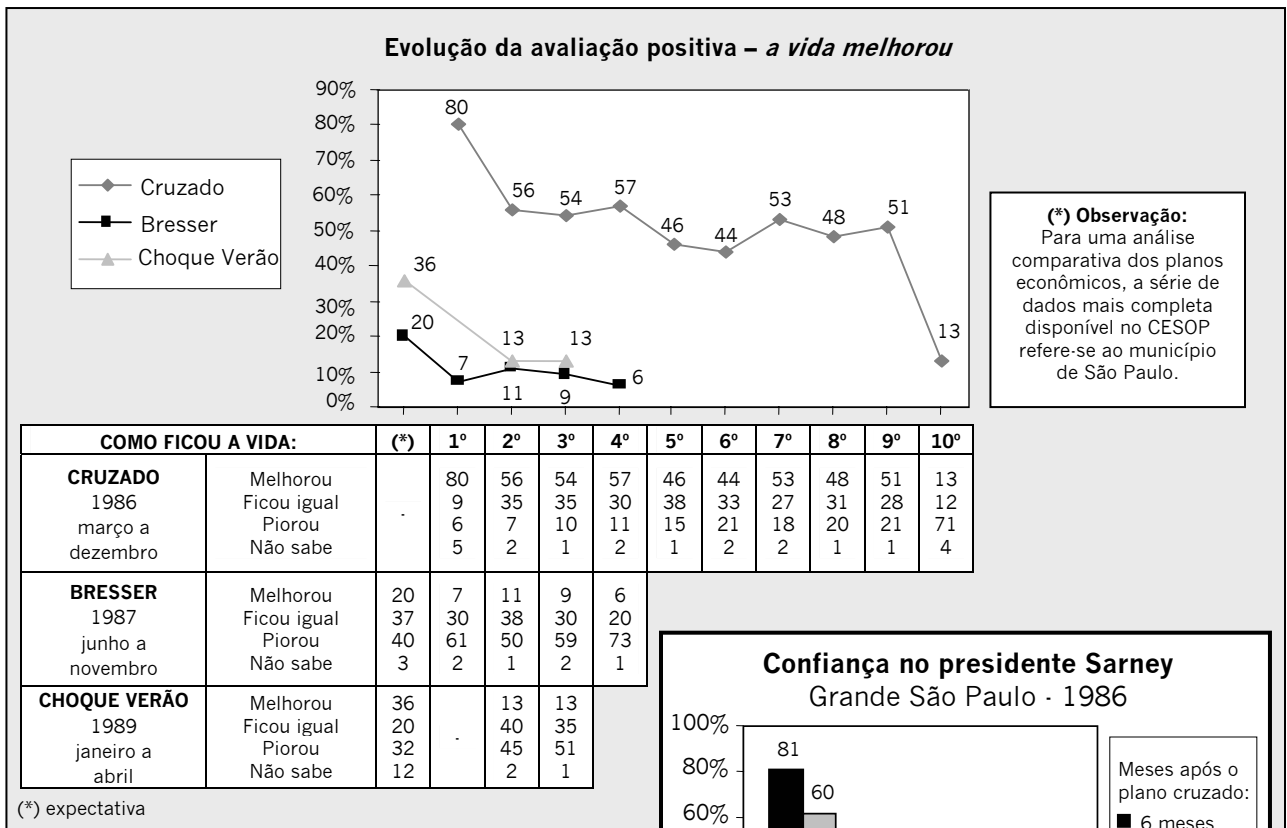 Evolução da avaliação positiva – a vida melhorou
90%
80%
70%
60%
50%
40%
30%
20%
10%
0%
Cruzado
Bresser
Choque Verão
80
56
54
57
46
44
53
48
51
13
36
13
13
20
7
11
9
6
(*) Observação:
Para uma análise
comparativa dos planos
econômicos, a série de
dados mais completa
disponível no CESOP
refere-se ao município
de São Paulo.
COMO FICOU A VIDA: (*) 1º 2º 3º 4º 5º 6º 7º 8º 9º 10º
CRUZADO
1986
março a
dezembro
Melhorou 80 56 54 57 46 44 53 48 51 13
Ficou igual 9 35 35 30 38 33 27 31 28 12
Piorou 6 7 10 11 15 21 18 20 21 71
Não sabe 5 2 1 2 1 2 2 1 1 4
-
BRESSER
1987
junho a
novembro
Melhorou 20 7 11 9 6
Ficou igual 37 30 38 30 20
Piorou 40 61 50 59 73
Não sabe 3 2 1 2 1
CHOQUE VERÃO
1989
janeiro a
abril
Melhorou 36 13 13
Ficou igual 20 40 35
Piorou 32 45 51
Não sabe 12 2 1
-
(*) expectativa
Confiança no presidente Sarney
Grande São Paulo - 1986
100%
80%
60%
81
60
Meses após o
plano cruzado:
6 meses